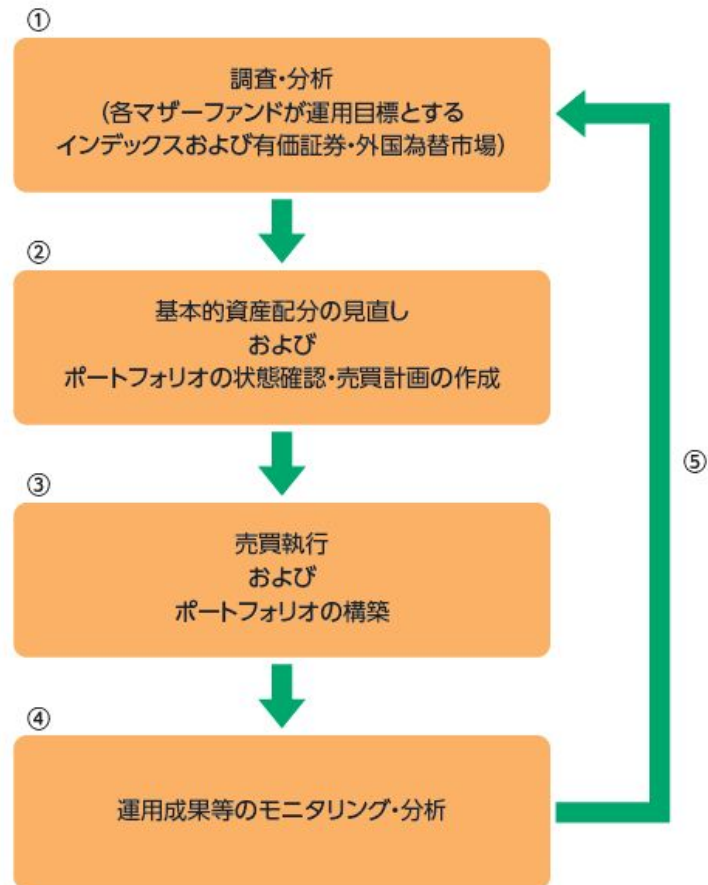 ①
調査・分析
(各マザーファンドが運用目標とする
インデックスおよび有価証券・外国為替市場)
②
基本的資産配分の見直し
および
ポートフォリオの状態確認・売買計画の作成
③
売買執行
および
ポートフォリオの構築
④
運用成果等のモニタリング・分析
⑤